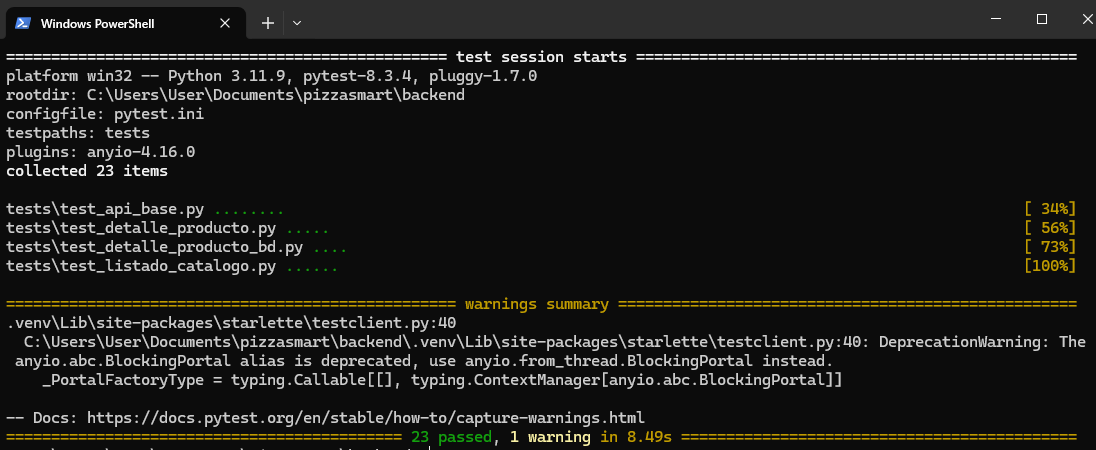 Windows PowerShell
================================================= test session starts =================================================
platform win32 -- Python 3.11.9, pytest-8.3.4, pluggy-1.7.0
rootdir: C:\Users\User\Documents\pizzasmart\backend
configfile: pytest.ini
testpaths: tests
plugins: anyio-4.16.0
collected 23 items
tests\test_api_base.py ........ [ 34%]
tests\test_detalle_producto.py ..... [ 56%]
tests\test_detalle_producto_bd.py .... [ 73%]
tests\test_listado_catalogo.py ...... [100%]
================================================== warnings summary ===================================================
.venv\Lib\site-packages\starlette\testclient.py:40
  C:\Users\User\Documents\pizzasmart\backend\.venv\Lib\site-packages\starlette\testclient.py:40: DeprecationWarning: The
 anyio.abc.BlockingPortal alias is deprecated, use anyio.from_thread.BlockingPortal instead.
    _PortalFactoryType = typing.Callable[[], typing.ContextManager[anyio.abc.BlockingPortal]]
-- Docs: https://docs.pytest.org/en/stable/how-to/capture-warnings.html
============================================ 23 passed, 1 warning in 8.49s ============================================